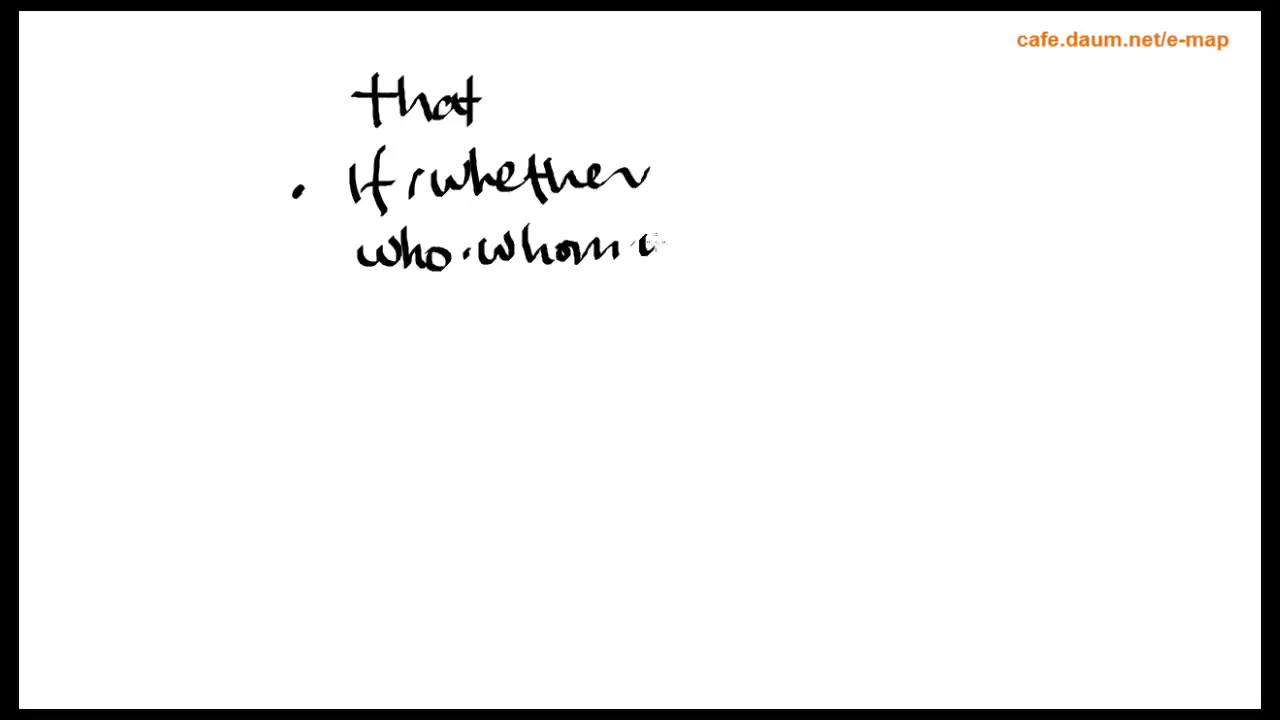 cafe.daum.net/e-map
that
· If, whether
who · whom